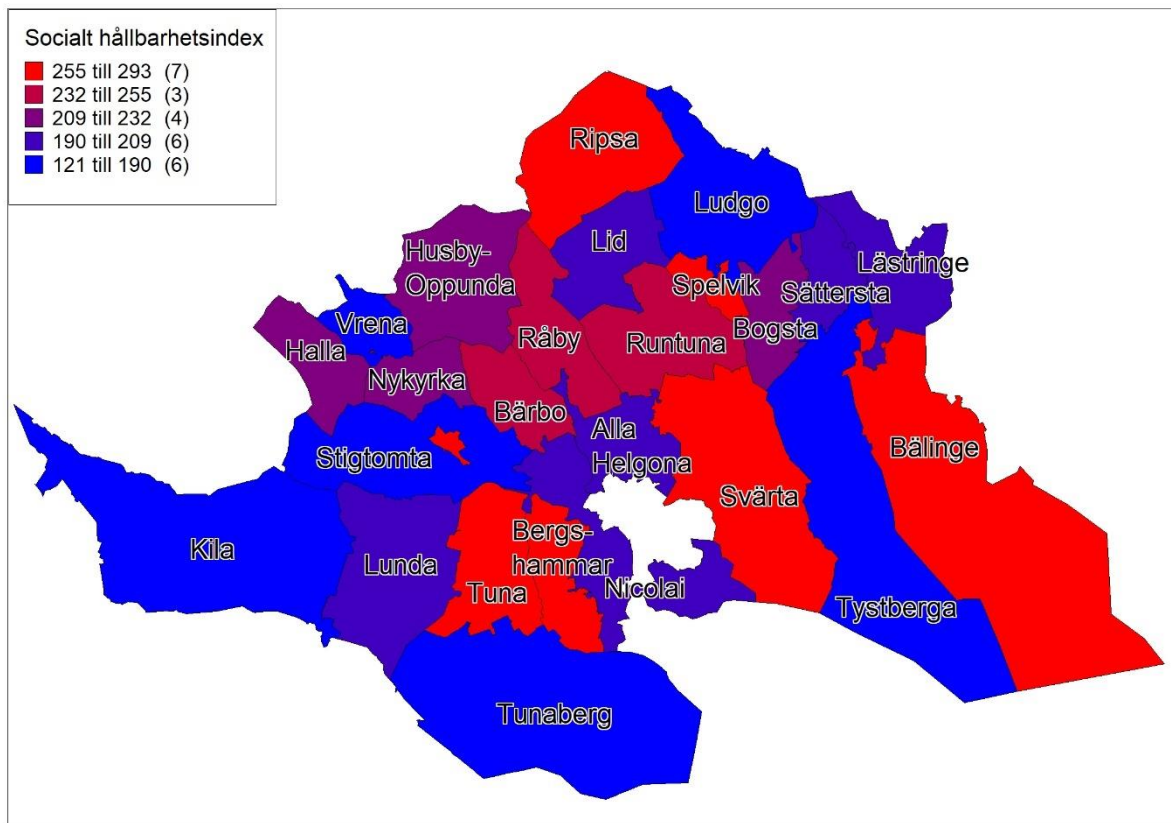 Socialt hållbarhetsindex
255 till 293 (7)
232 till 255 (3)
209 till 232 (4)
190 till 209 (6)
121 till 190 (6)
Ripsa
Ludgo
Lid
Husby-
Oppunda
Lästringe
Spelvik
Sättersta
Vrena
Bogsta
Halla
Råby
Runtuna
Nykyrka
Bärbo
Alla
Helgona
Stigtomta
Bälinge
Svärta
Kila
Lunda
Bergs-
hammar
Tuna
Nicolai
Tystberga
Tunaberg